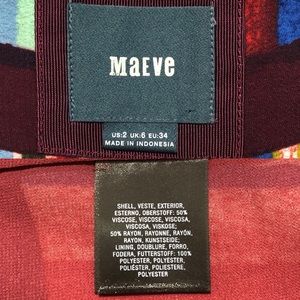 MAEVE
US:2 UK:6 EU:34
MADE IN INDONESIA
SHELL, VESTE, EXTERIOR,
ESTERNO, OBERSTOFF: 50%
VISCOSE, VISCOSE, VISCOSA,
VISCOSA, VISKOSE;
50% RAYON, RAYONNE, RAYÓN,
RAYON, KUNSTSEIDE;
LINING, DOUBLURE, FORRO,
FODERA, FUTTERSTOFF: 100%
POLYESTER, POLYESTER,
POLIÉSTER, POLIESTERE,
POLYESTER